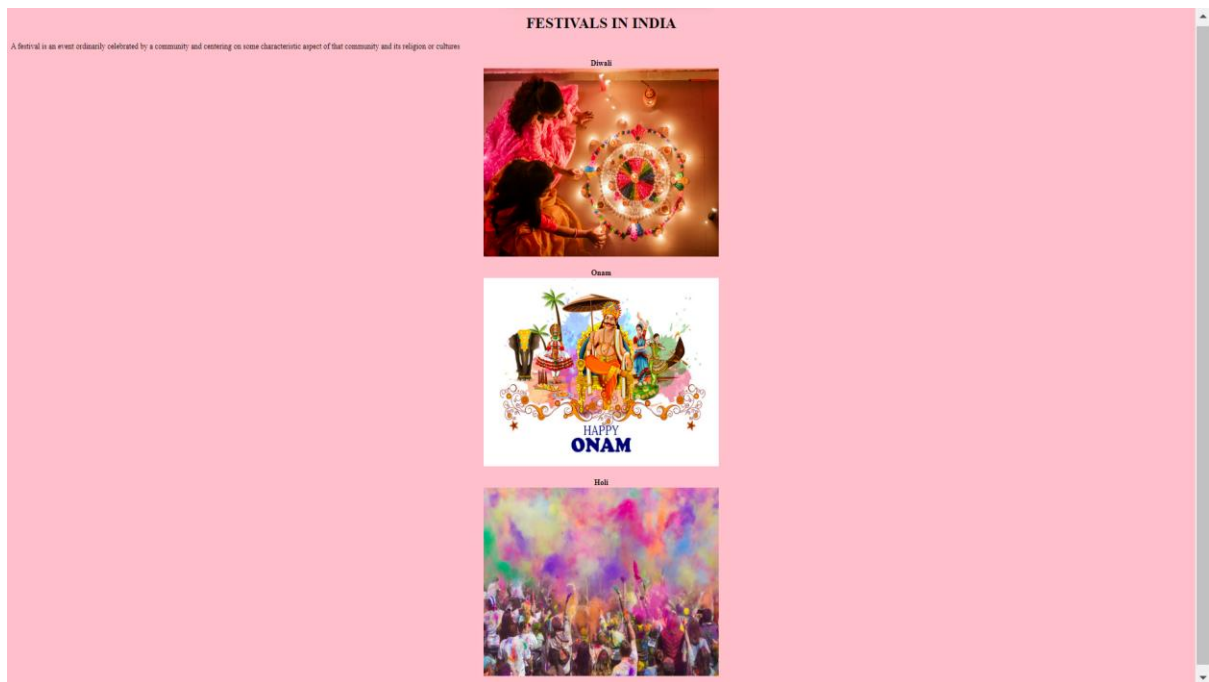 FESTIVALS IN INDIA
A festival is an event ordinarily celebrated by a community and centering on some characteristic aspect of that community and its religion or cultures
Diwali
Onam
HAPPY
ONAM
Holi